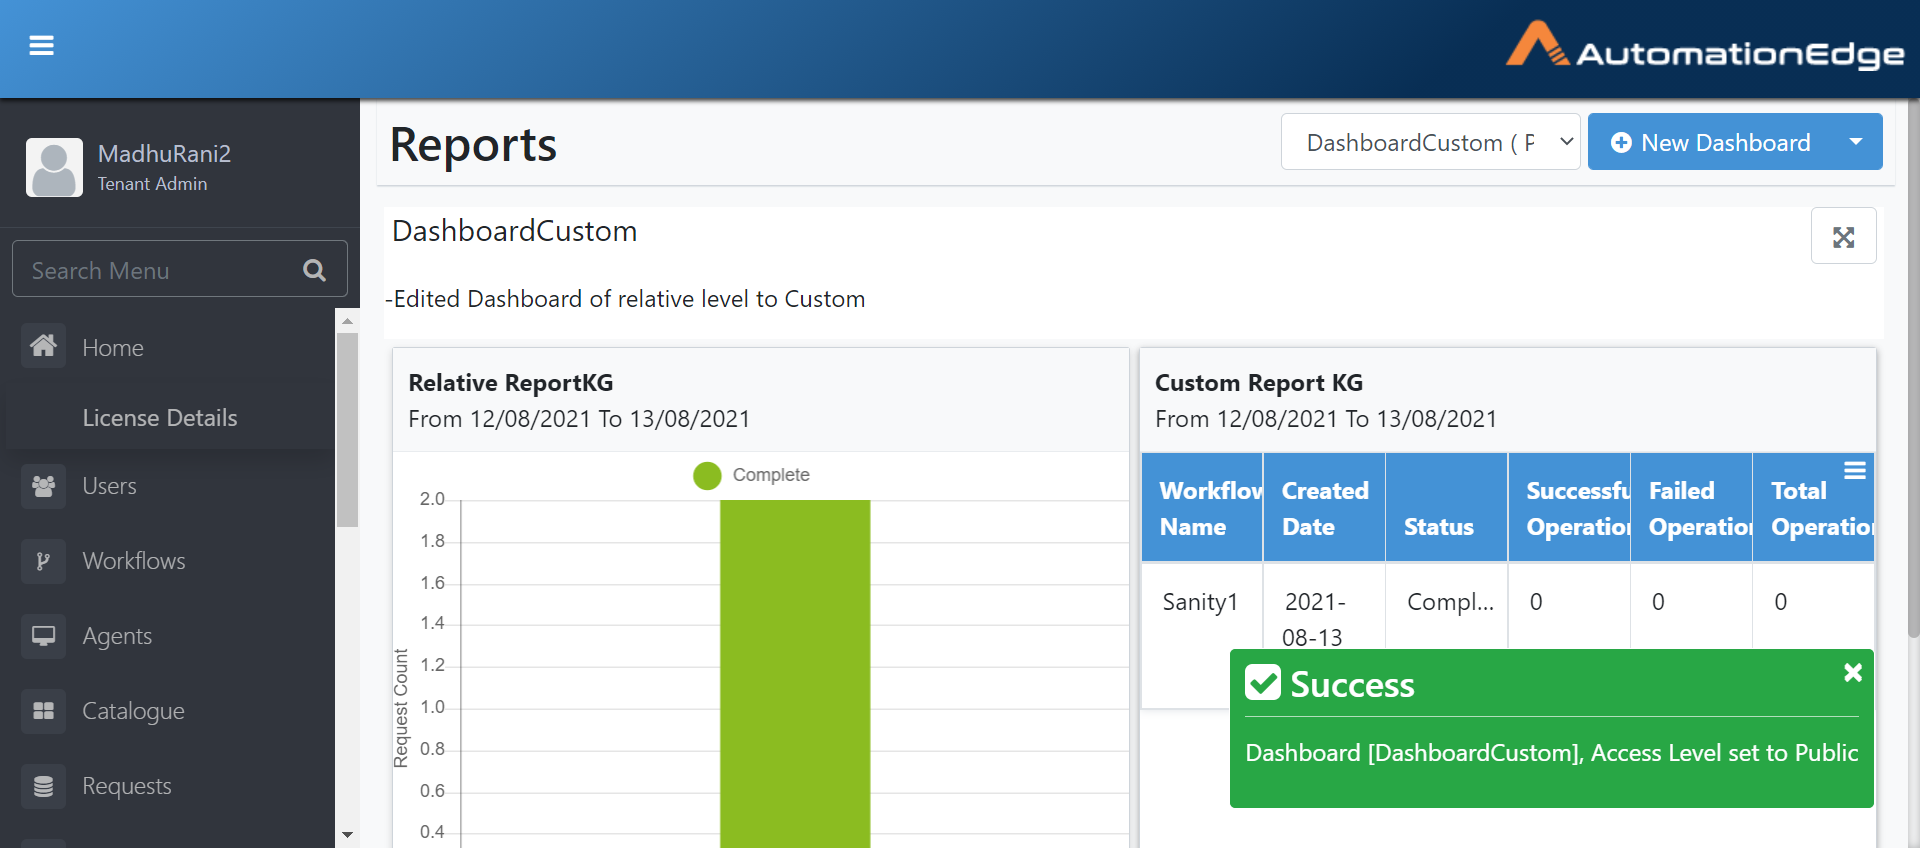 AutomationEdge
MadhuRani2
Tenant Admin
Search Menu
Home
License Details
Users
Workflows
Agents
Catalogue
Requests
Reports
DashboardCustom ( P
New Dashboard
DashboardCustom
-Edited Dashboard of relative level to Custom
Relative ReportKG
From 12/08/2021 To 13/08/2021
Complete
2.0
1.8
1.6
1.4
1.2
1.0
0.8
0.6
0.4
Request Count
Custom Report KG
From 12/08/2021 To 13/08/2021
Workflow Name
Created Date
Status
Successfu Operation
Failed Operation
Total Operation
Sanity1
2021-08-13
Compl...
0
0
0
Success
Dashboard [DashboardCustom], Access Level set to Public